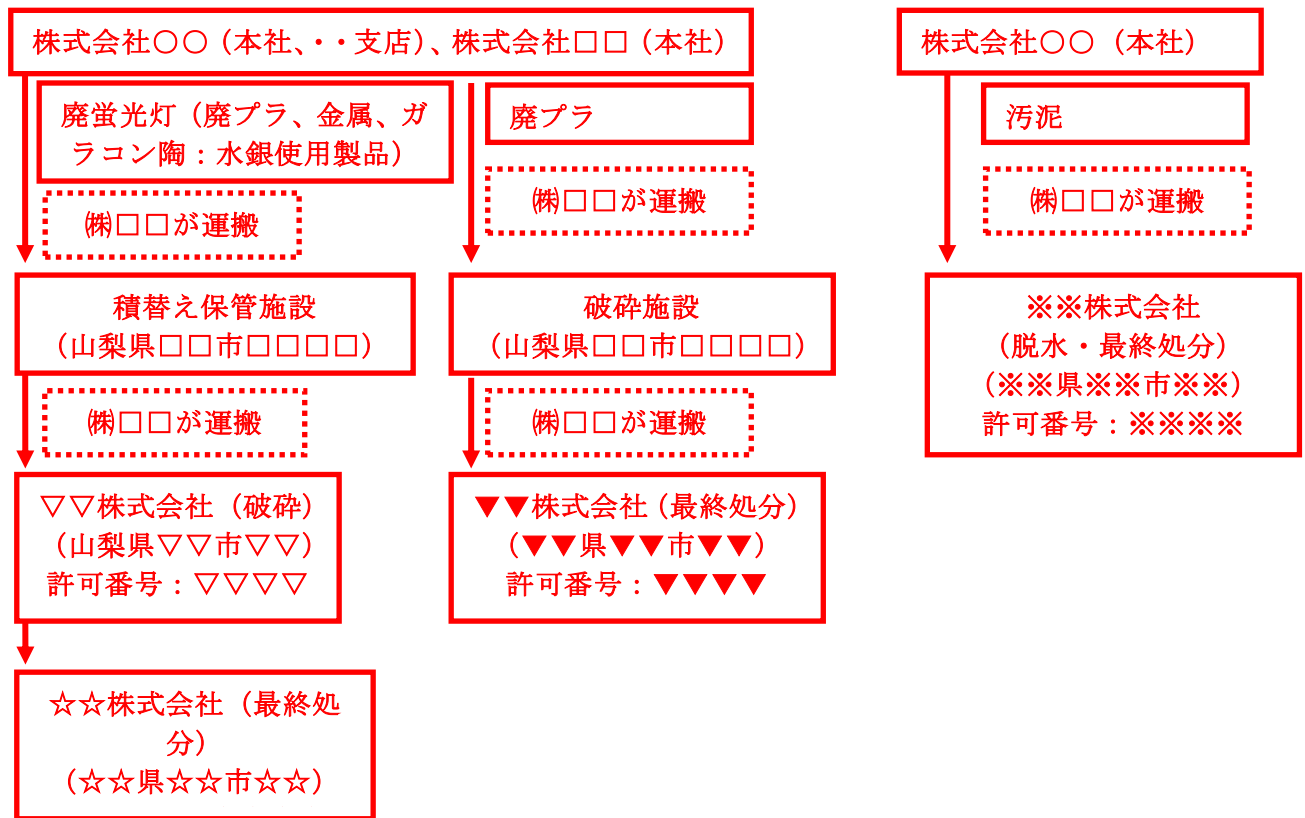 株式会社○○（本社、・・支店）、株式会社□□（本社）
廃蛍光灯（廃プラ、金属、ガ
ラコン陶：水銀使用製品）
㈱□□が運搬
積替え保管施設
（山梨県□□市□□□□）
㈱□□が運搬
▽▽株式会社（破砕）
（山梨県▽▽市▽▽）
許可番号：▽▽▽▽
☆☆株式会社（最終処
分）
（☆☆県☆☆市☆☆）
廃プラ
㈱□□が運搬
破砕施設
（山梨県□□市□□□□）
㈱□□が運搬
▼▼株式会社（最終処分）
（▼▼県▼▼市▼▼）
許可番号：▼▼▼▼
株式会社○○（本社）
汚泥
㈱□□が運搬
※※株式会社
（脱水・最終処分）
（※※県※※市※※）
許可番号：※※※※